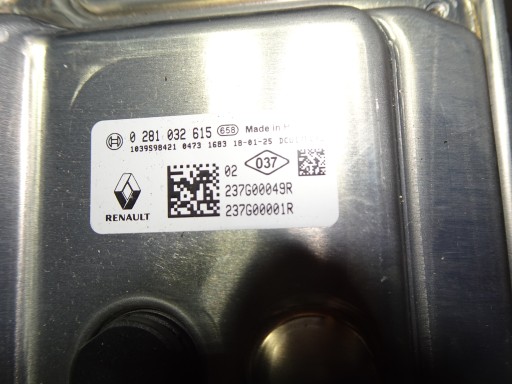 0 281 032 615 658 Made in
1039S98421 0473 1683 18-01-25
02 037
237G00049R
RENAULT 237G00001R